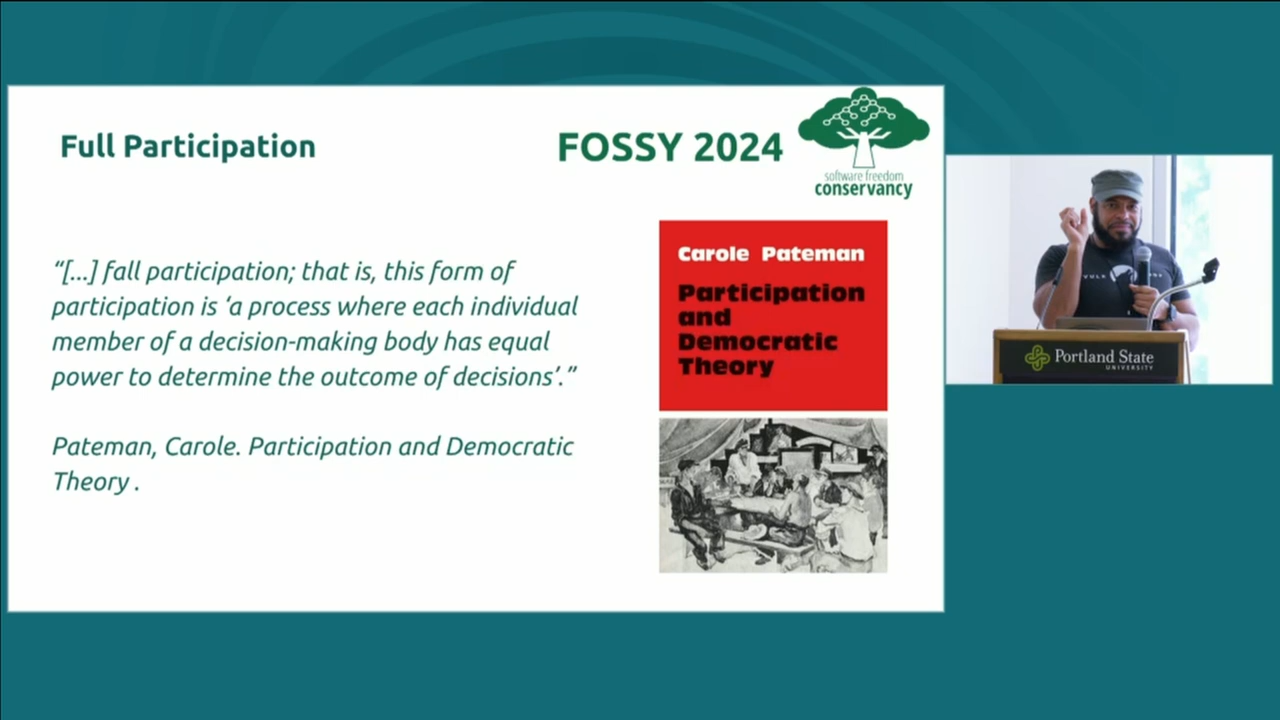 Full Participation
FOSSY 2024
software freedom
conservancy
“[...] fall participation; that is, this form of
participation is ‘a process where each individual
member of a decision-making body has equal
power to determine the outcome of decisions’.”
Pateman, Carole. Participation and Democratic
Theory .
Carole Pateman
Participation
and
Democratic
Theory
Portland State
UNIVERSITY